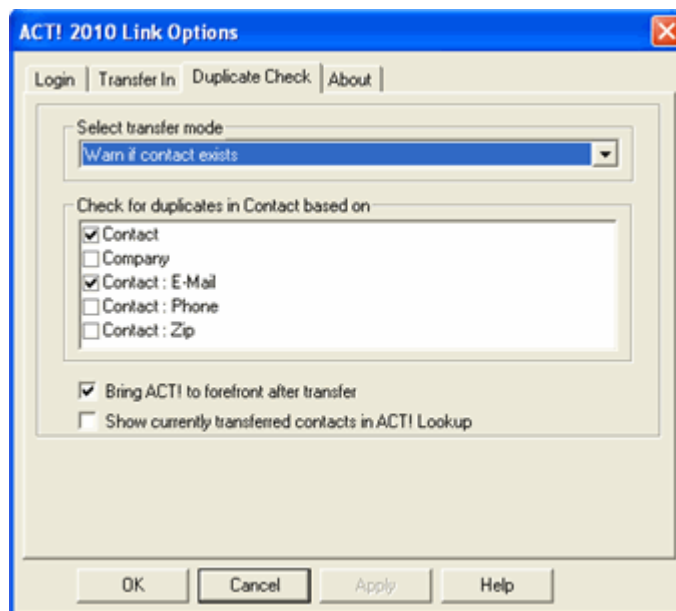 ACT! 2010 Link Options
Login Transfer In Duplicate Check About
Select transfer mode
Warn if contact exists
Check for duplicates in Contact based on
Contact
Company
Contact : E-Mail
Contact : Phone
Contact : Zip
Bring ACT! to forefront after transfer
Show currently transferred contacts in ACT! Lookup
OK Cancel Apply Help